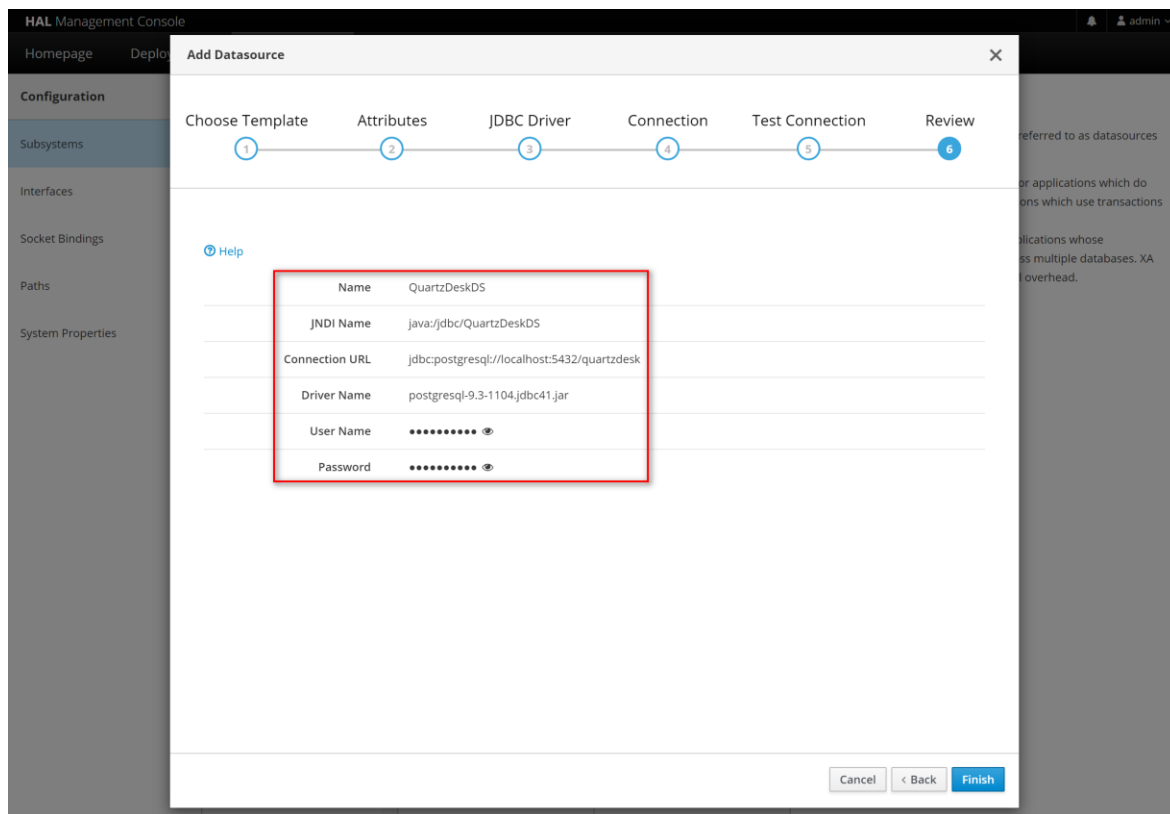 HAL Management Console
admin
Homepage Deplo
Add Datasource
Configuration
Choose Template Attributes JDBC Driver Connection Test Connection Review
1 2 3 4 5 6
Subsystems
referred to as datasources
Interfaces
or applications which do
ons which use transactions
Socket Bindings
plications whose
ss multiple databases. XA
l overhead.
Help
Paths
Name QuartzDeskDS
JNDI Name java:/jdbc/QuartzDeskDS
System Properties
Connection URL jdbc:postgresql://localhost:5432/quartzdesk
Driver Name postgresql-9.3-1104.jdbc41.jar
User Name ••••••••••
Password ••••••••••
Cancel < Back Finish